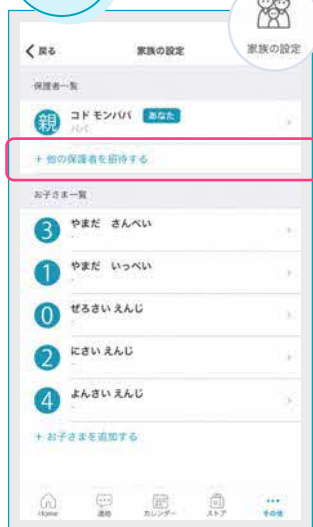 家族の設定
戻る 家族の設定
保護者一覧
親 コドモンパパ あなた
パパ
+ 他の保護者を招待する
お子さま一覧
3 やまだ さんぺい
-
1 やまだ いっぺい
-
0 ぜろさい えんじ
-
2 にさい えんじ
-
4 よんさい えんじ
-
+ お子さまを追加する
Home 連絡 カレンダー ストア その他